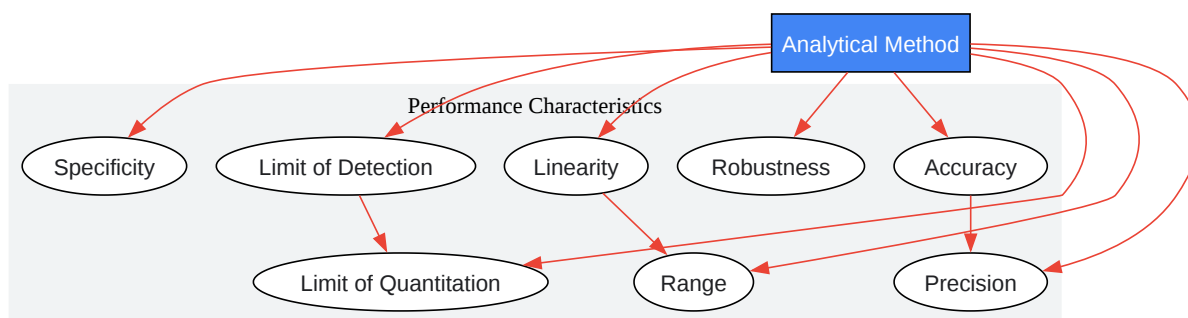 Analytical Method
Performance Characteristics
Specificity
Limit of Detection
Linearity
Robustness
Accuracy
Limit of Quantitation
Range
Precision